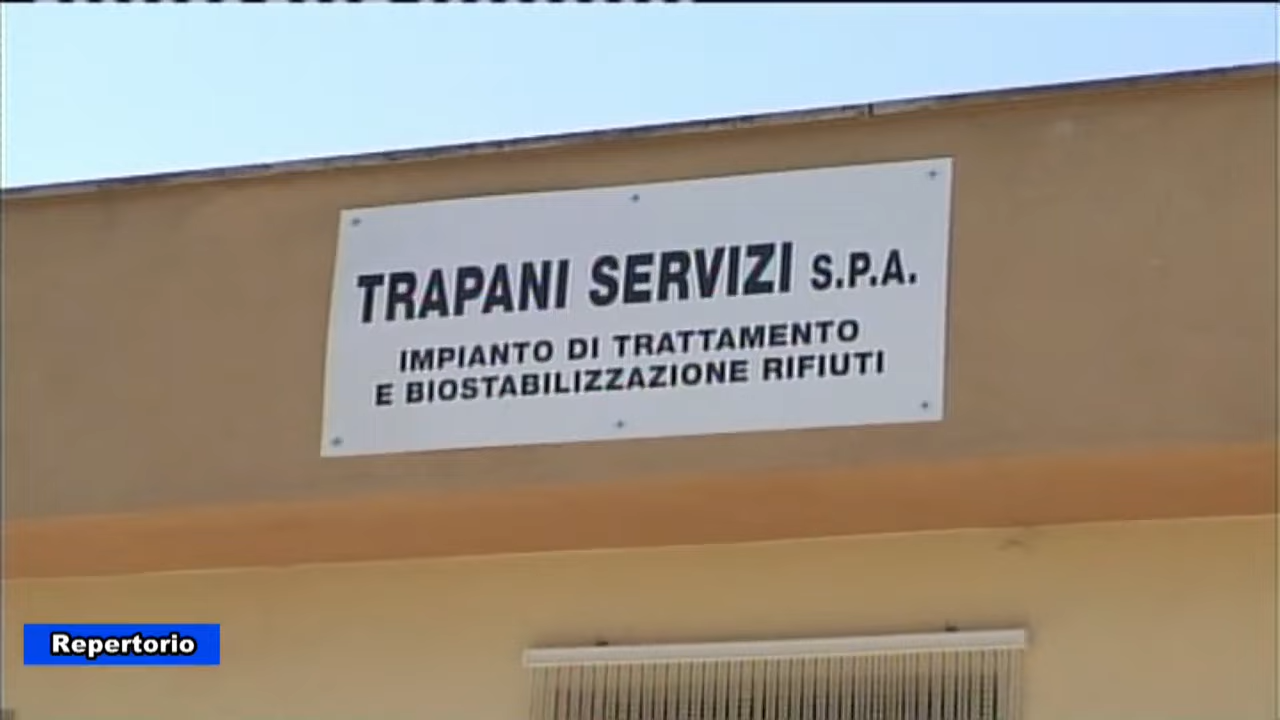 TRAPANI SERVIZI S.P.A.
IMPIANTO DI TRATTAMENTO
E BIOSTABILIZZAZIONE RIFIUTI
Repertorio